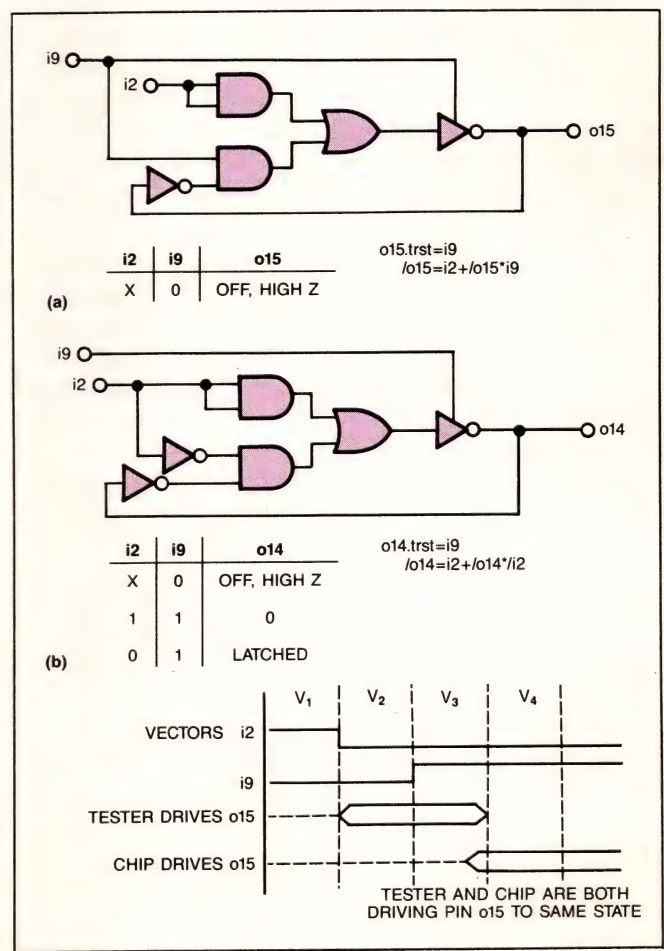 i9
i2
o15
i2 i9 o15
X 0 OFF, HIGH Z
o15.trst=i9
/o15=i2+/o15*i9
(a)
i9
i2
o14
i2 i9 o14
X 0 OFF, HIGH Z
1 1 0
0 1 LATCHED
o14.trst=i9
/o14=i2+/o14*/i2
(b)
V1 V2 V3 V4
VECTORS i2
i9
TESTER DRIVES o15
CHIP DRIVES o15
TESTER AND CHIP ARE BOTH
DRIVING PIN o15 TO SAME STATE